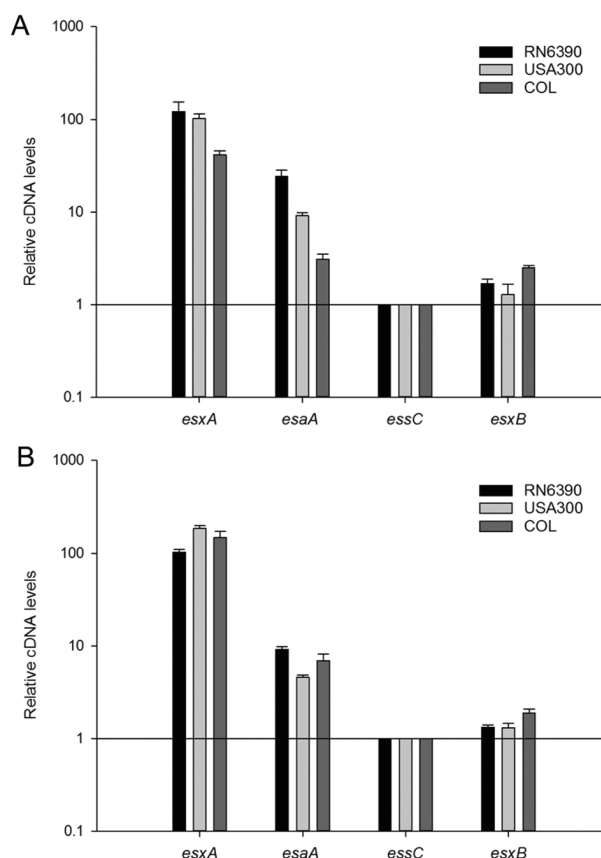 A
Relative cDNA levels
1000
100
10
1
0.1
RN6390
USA300
COL
esxA esaA essC esxB
B
Relative cDNA levels
1000
100
10
1
0.1
RN6390
USA300
COL
esxA esaA essC esxB